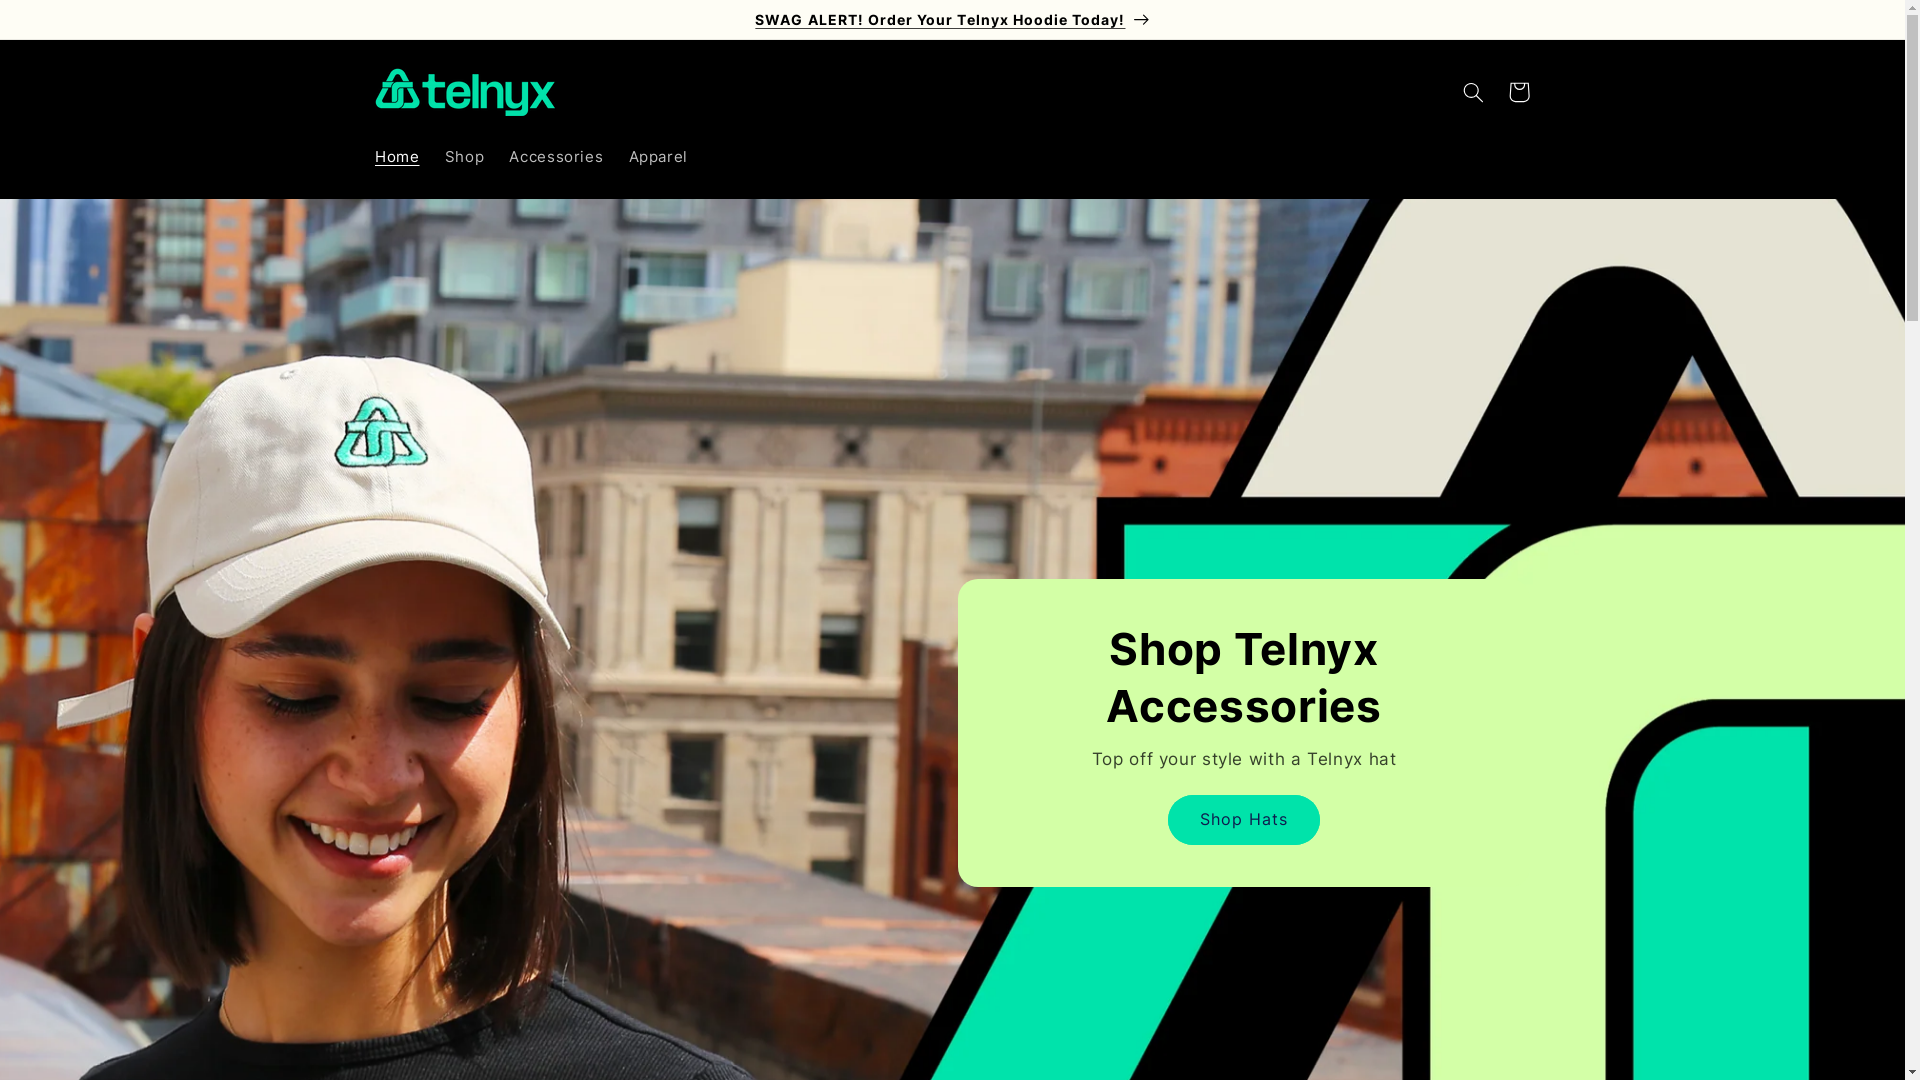 SWAG ALERT! Order Your Telnyx Hoodie Today!
telnyx
Home
Shop
Accessories
Apparel
Shop Telnyx
Accessories
Top off your style with a Telnyx hat
Shop Hats